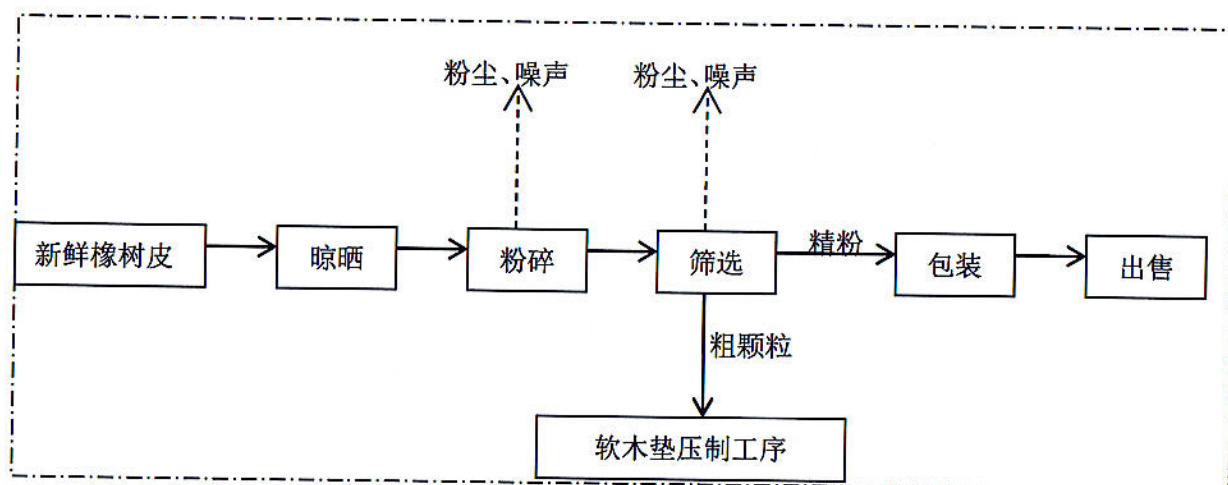 粉尘、噪声
粉尘、噪声
新鲜橡树皮
晾晒
粉碎
筛选
精粉
包装
出售
粗颗粒
软木垫压制工序